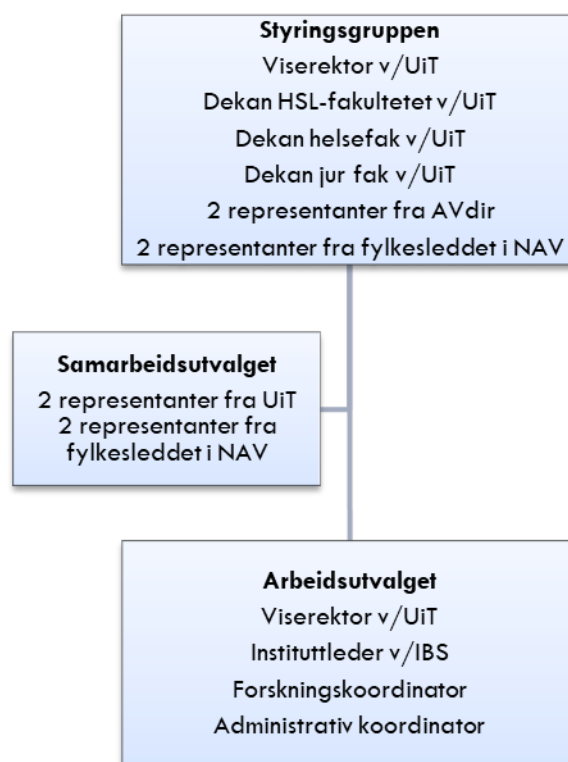 Styringsgruppen
Viserektor v/UiT
Dekan HSL-fakultetet v/UiT
Dekan helsefak v/UiT
Dekan jur fak v/UiT
2 representanter fra AVdir
2 representanter fra fylkesleddet i NAV
Samarbeidsutvalget
2 representanter fra UiT
2 representanter fra
fylkesleddet i NAV
Arbeidsutvalget
Viserektor v/UiT
Instituttleder v/IBS
Forskningskoordinator
Administrativ koordinator